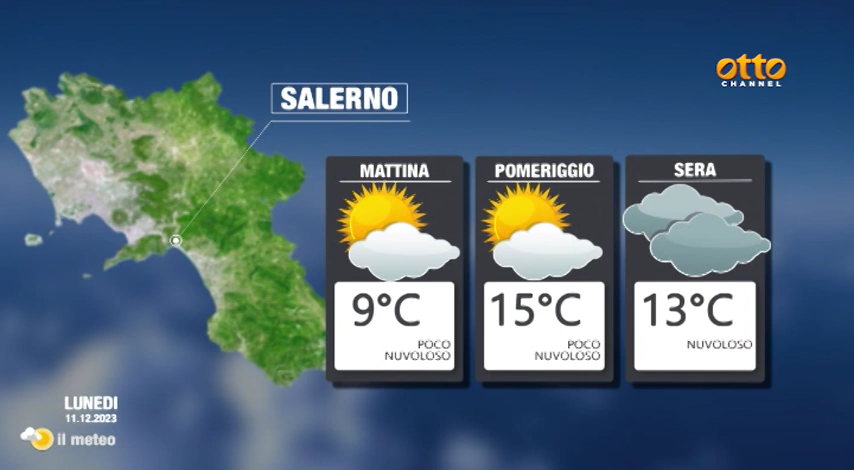 otto
CHANNEL
SALERNO
MATTINA
9°C
POCO
NUVOLOSO
POMERIGGIO
15°C
POCO
NUVOLOSO
SERA
13°C
NUVOLOSO
LUNEDI
11.12.2023
il meteo